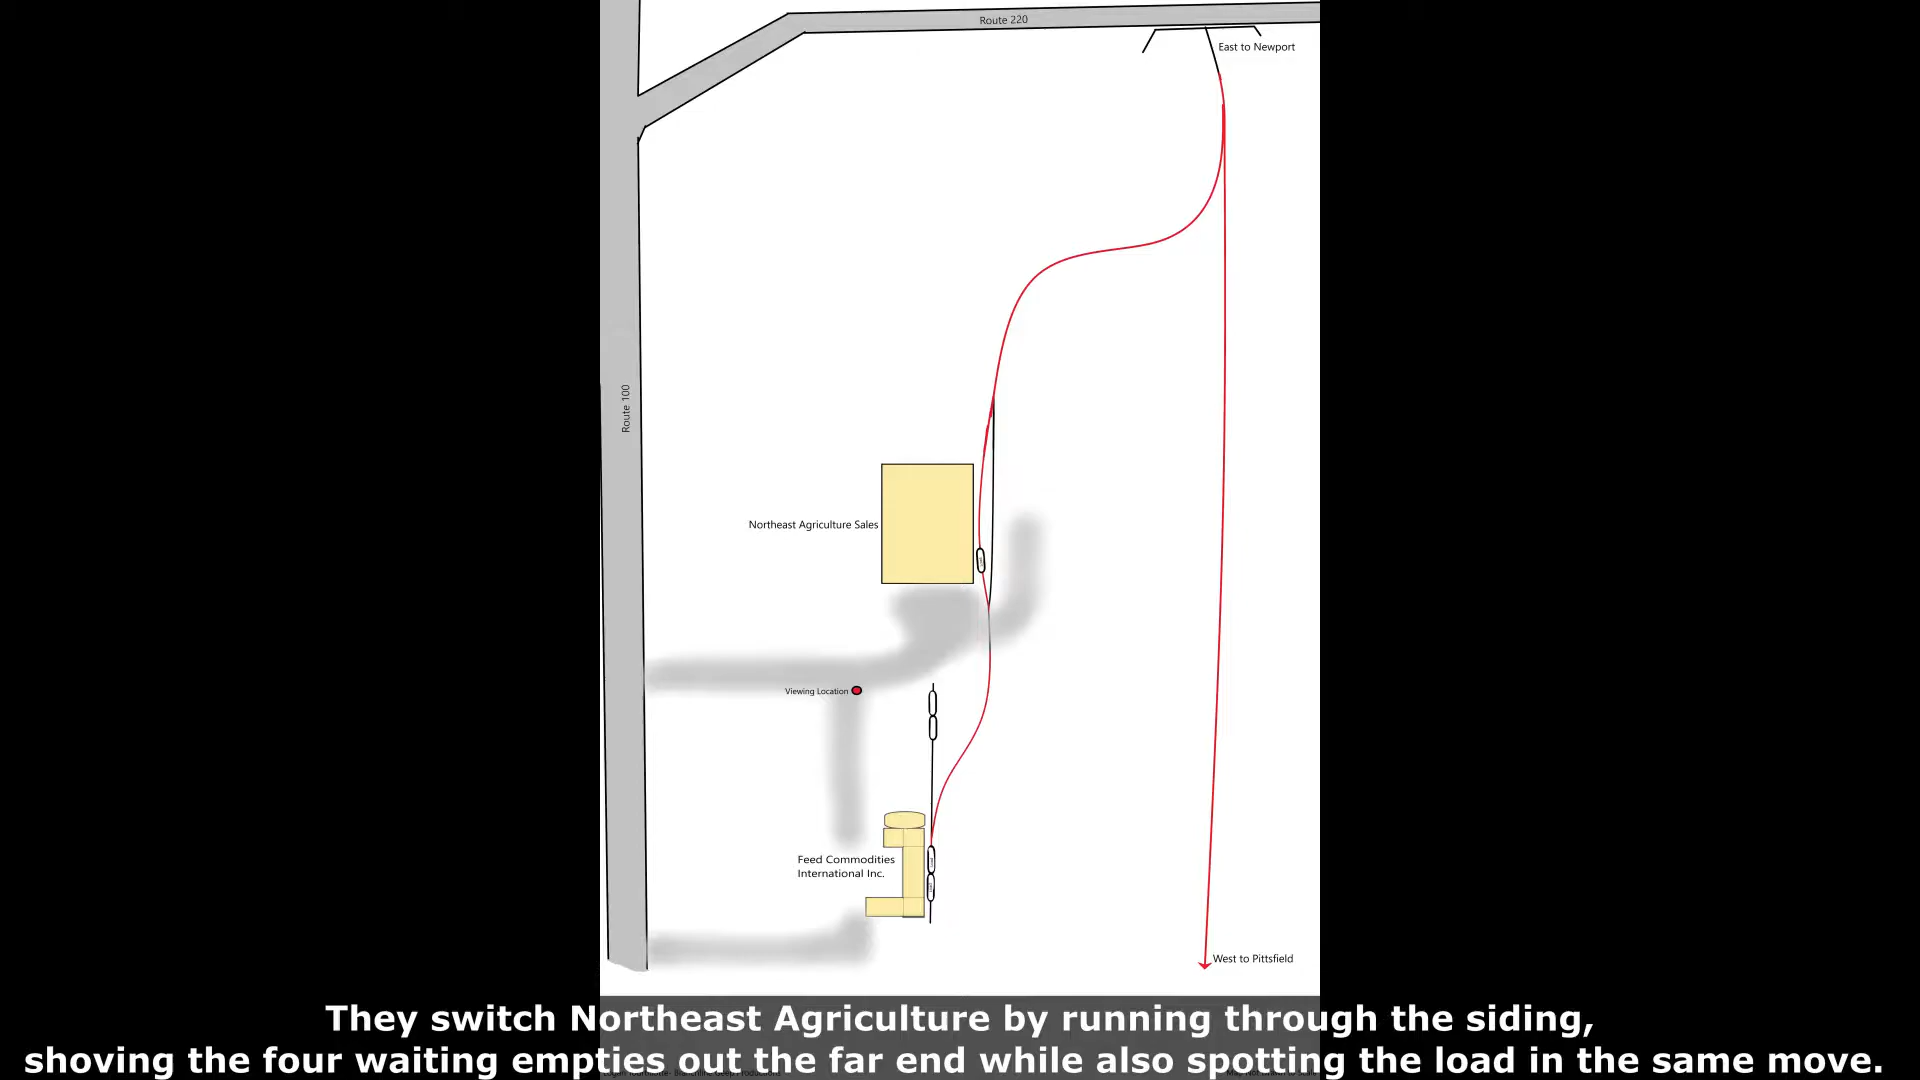 Route 220
East to Newport
Route 100
Northeast Agriculture Sales
Viewing Location
Feed Commodities
International Inc.
West to Pittsfield
They switch Northeast Agriculture by running through the siding,
shoving the four waiting empties out the far end while also spotting the load in the same move.